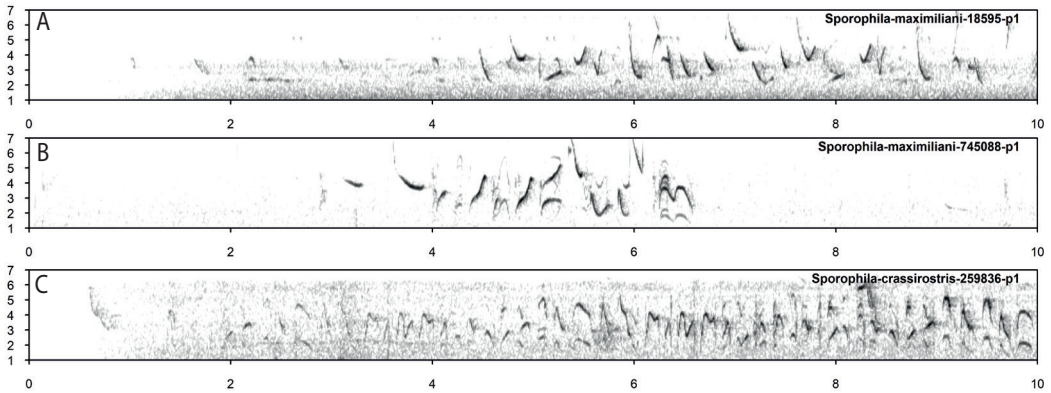 A
Sporophila-maximiliani-18595-p1
7
6
5
4
3
2
1
0 2 4 6 8 10
B
Sporophila-maximiliani-745088-p1
7
6
5
4
3
2
1
0 2 4 6 8 10
C
Sporophila-crassirostris-259836-p1
7
6
5
4
3
2
1
0 2 4 6 8 10